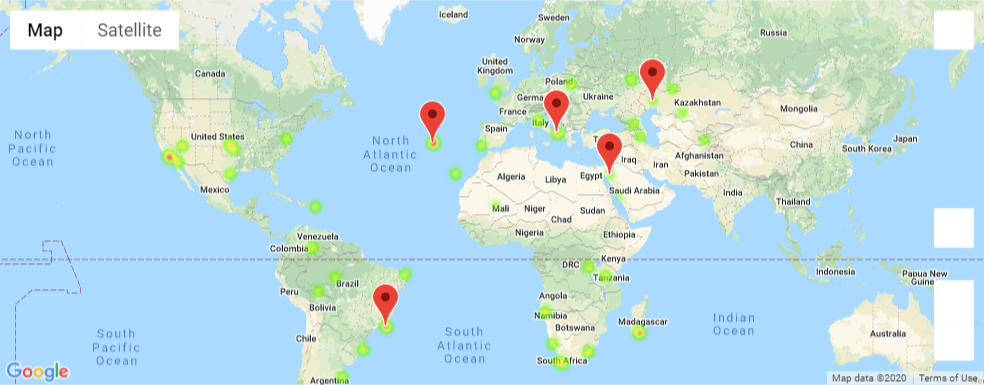 Map
Satellite
Iceland
Sweden
Norway
Russia
Canada
United
Kingdom
Poland
Germa
Ukraine
Kazakhstan
France
Mongolia
Italy
Spain
United States
North
Pacific
Ocean
North
Atlantic
Ocean
Japan
South Korea
China
Afghanistan
Iraq
Iran
Pakistan
Algeria
Libya
Egypt
Saudi Arabia
India
Mexico
Mali
Niger
Chad
Sudan
Thailand
Nigeria
Ethiopia
Venezuela
Colombia
Kenya
DRC
Tanzania
Indonesia
Papua New
Guinea
Peru
Brazil
Bolivia
Angola
Namibia
Botswana
Madagascar
Indian
Ocean
South
Pacific
Ocean
Chile
South
Atlantic
Ocean
South Africa
Australia
Argentina
Google
Map data ©2020
Terms of Use